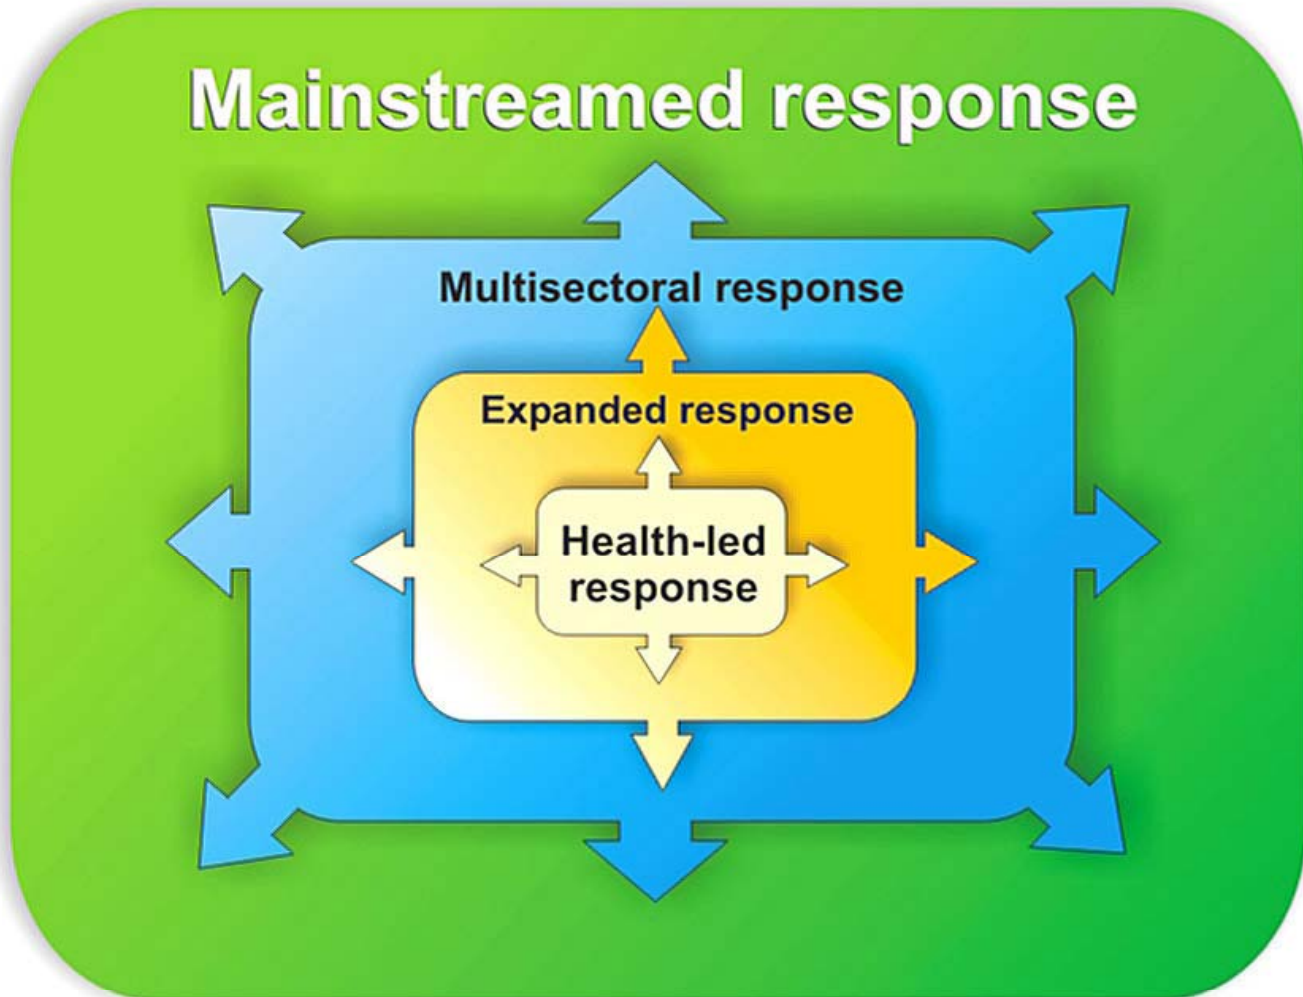 Mainstreamed response
Multisectoral response
Expanded response
Health-led
response